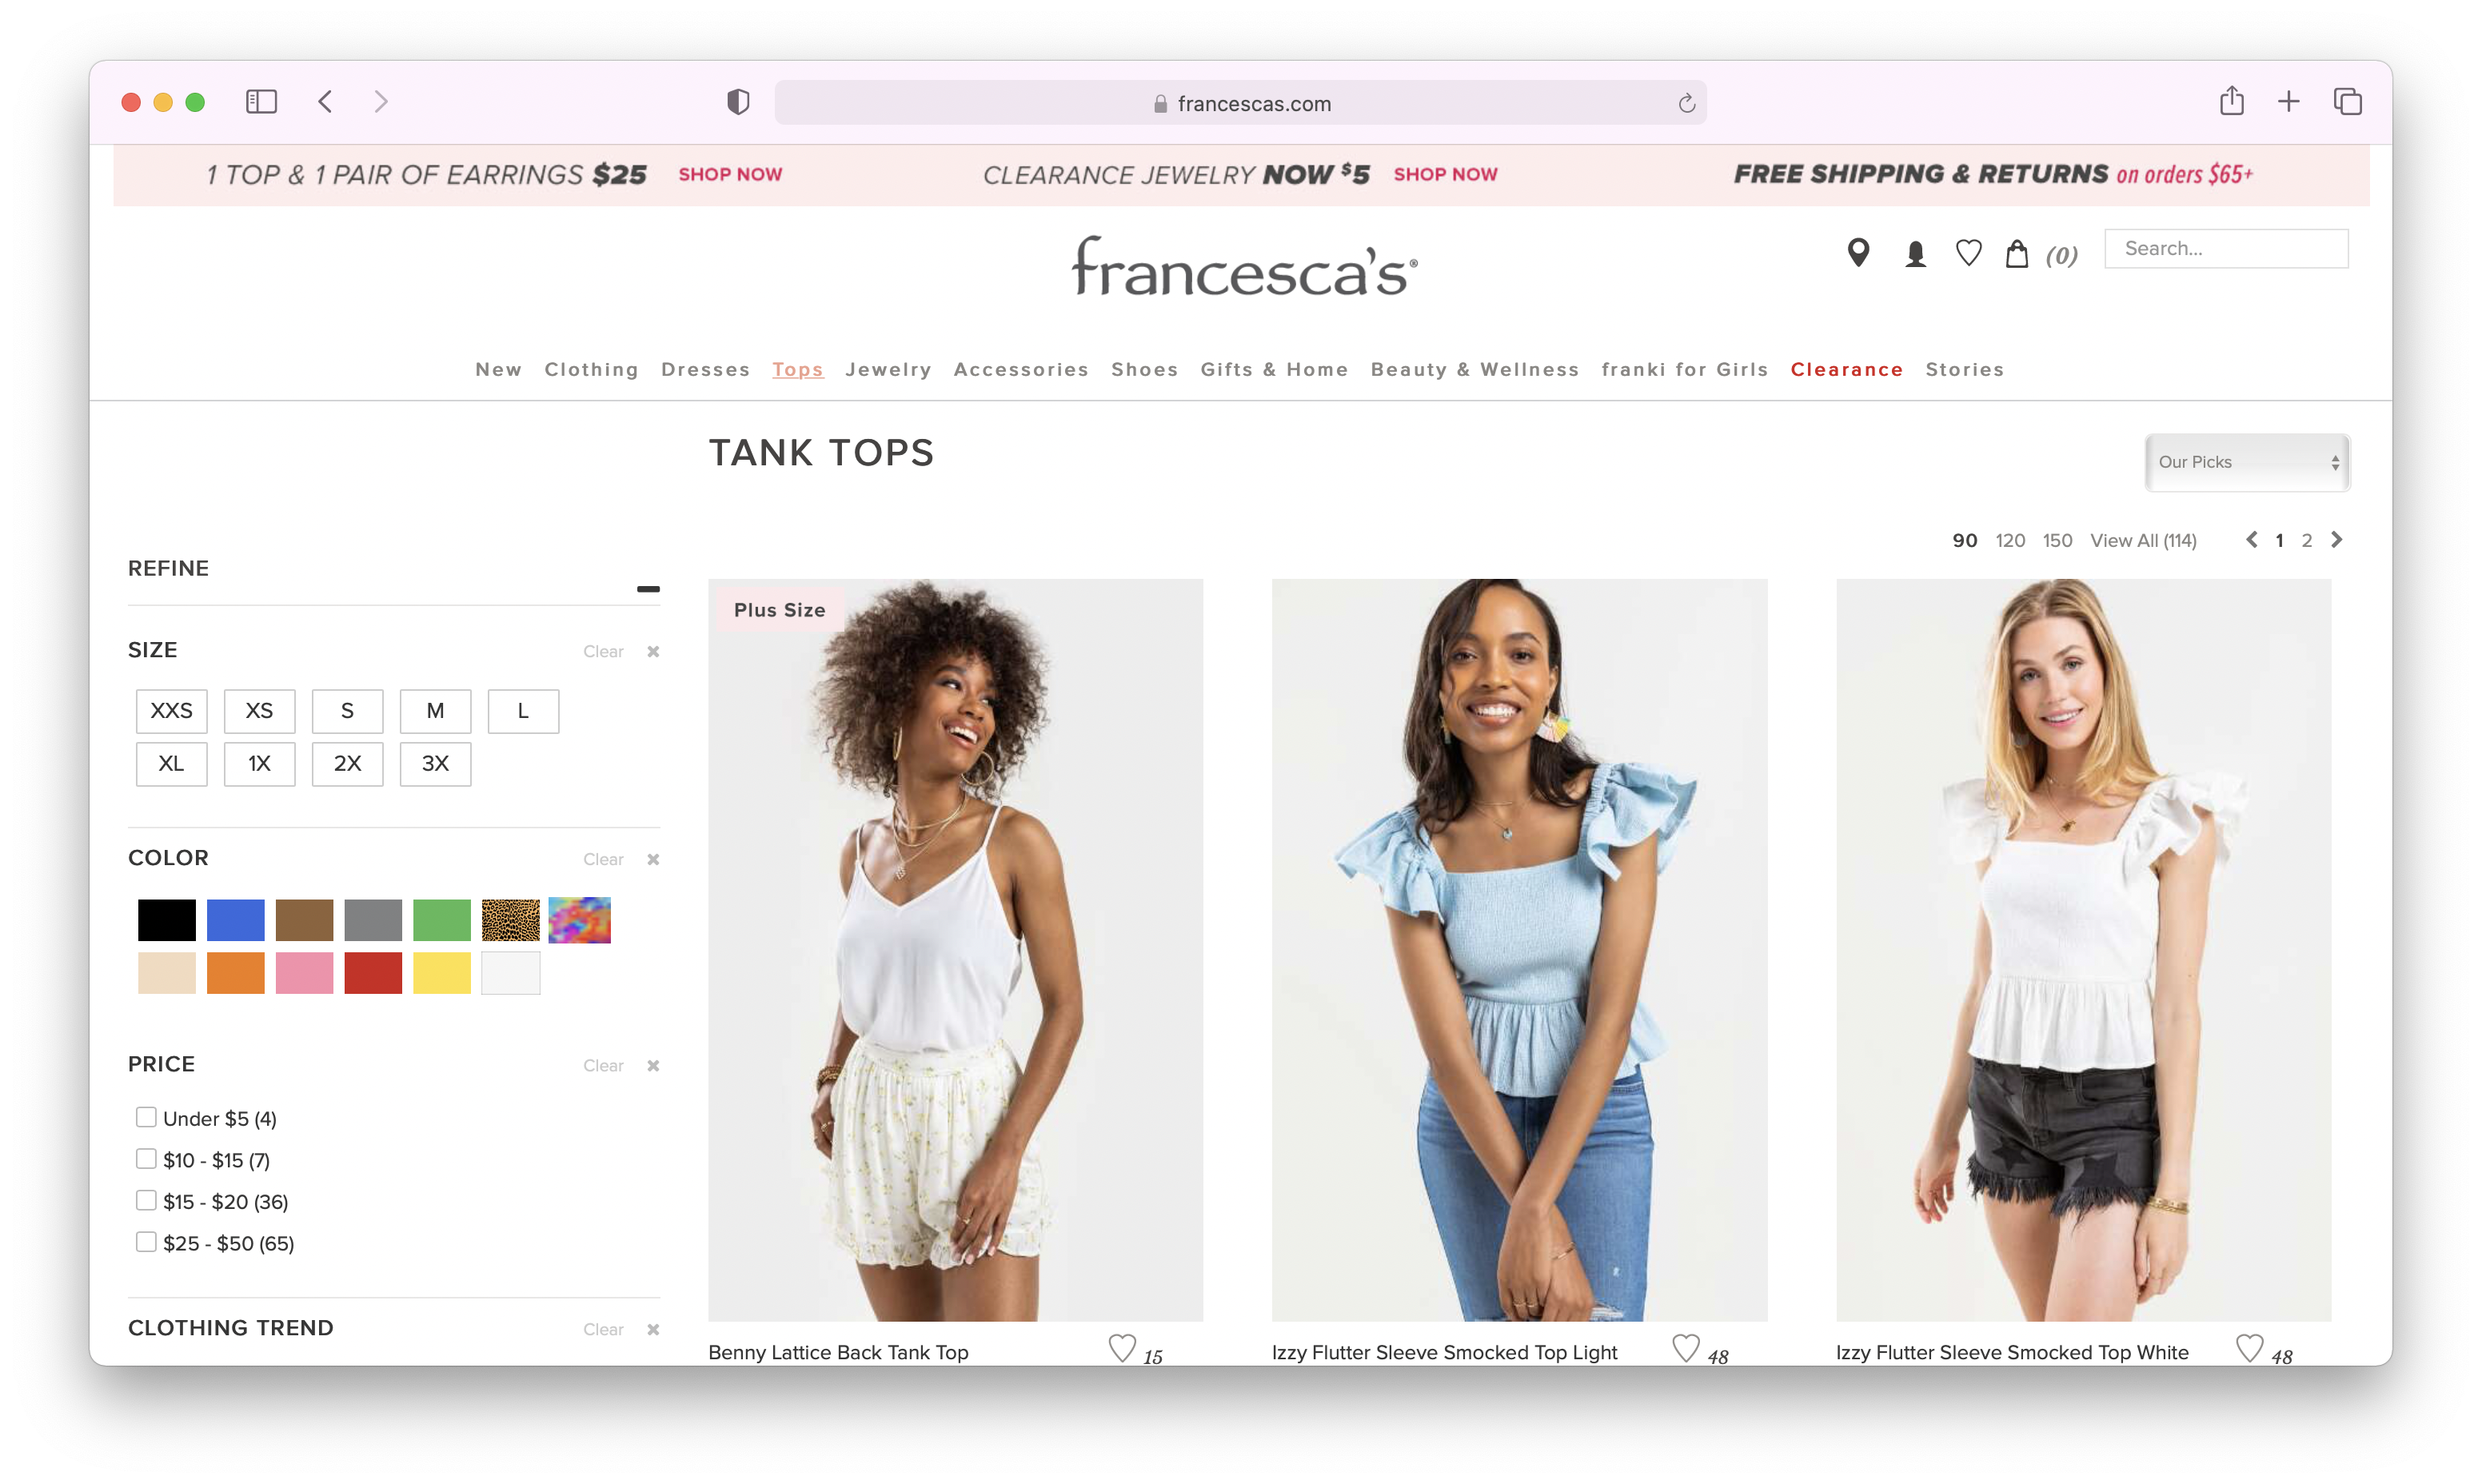 francescas.com
1 TOP & 1 PAIR OF EARRINGS $25 SHOP NOW CLEARANCE JEWELRY NOW $5 SHOP NOW FREE SHIPPING & RETURNS on orders $65+
francesca's®
(0) Search...
New Clothing Dresses Tops Jewelry Accessories Shoes Gifts & Home Beauty & Wellness franki for Girls Clearance Stories
TANK TOPS
Our Picks
90 120 150 View All (114) 1 2
REFINE
SIZE Clear
XXS XS S M L
XL 1X 2X 3X
COLOR Clear
PRICE Clear
Under $5 (4)
$10 - $15 (7)
$15 - $20 (36)
$25 - $50 (65)
CLOTHING TREND Clear
Plus Size
Benny Lattice Back Tank Top 15
Izzy Flutter Sleeve Smocked Top Light 48
Izzy Flutter Sleeve Smocked Top White 48